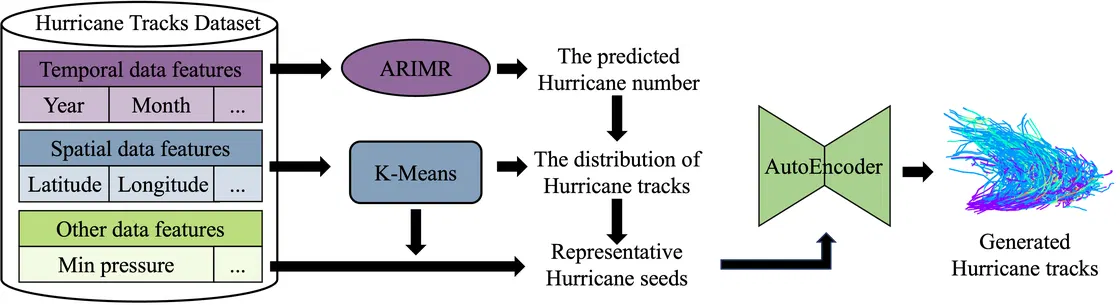 Hurricane Tracks Dataset
Temporal data features
Year
Month
...
Spatial data features
Latitude
Longitude
...
Other data features
Min pressure
...
ARIMR
K-Means
The predicted
Hurricane number
The distribution of
Hurricane tracks
Representative
Hurricane seeds
AutoEncoder
Generated
Hurricane tracks